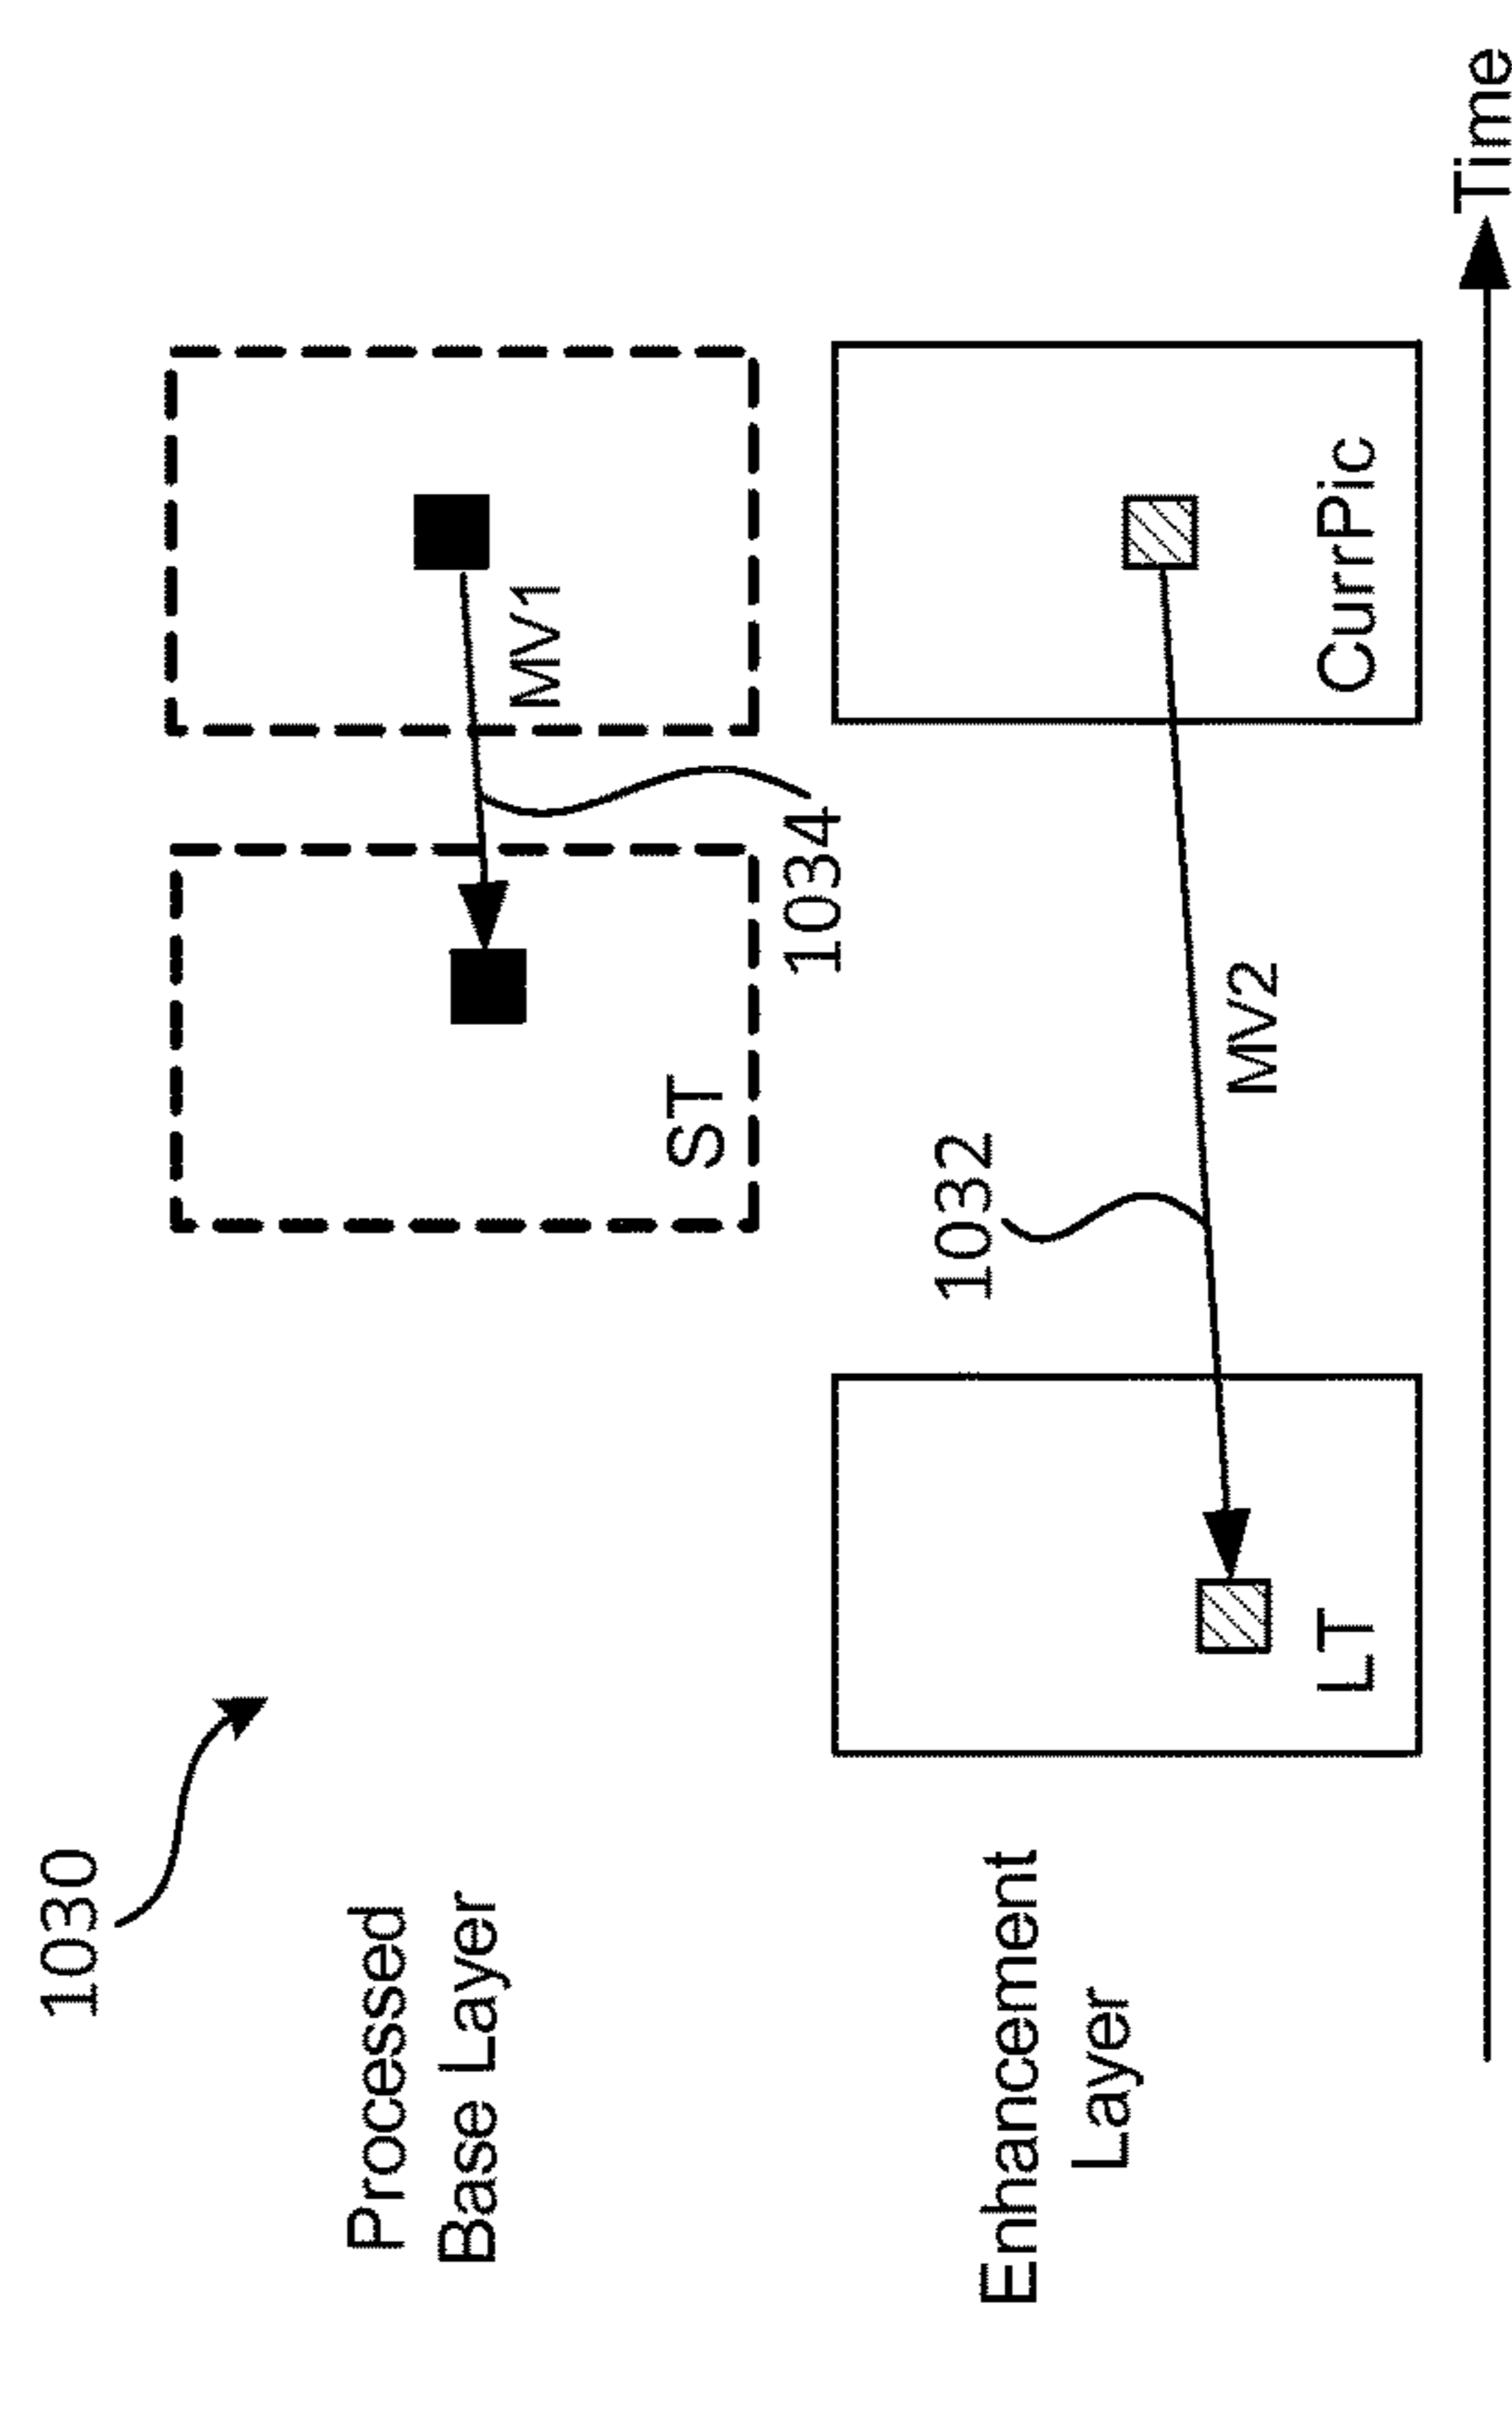 1030
Processed
Base Layer
ST
MV1
1034
Enhancement
Layer
1032
MV2
LT
CurrPic
Time